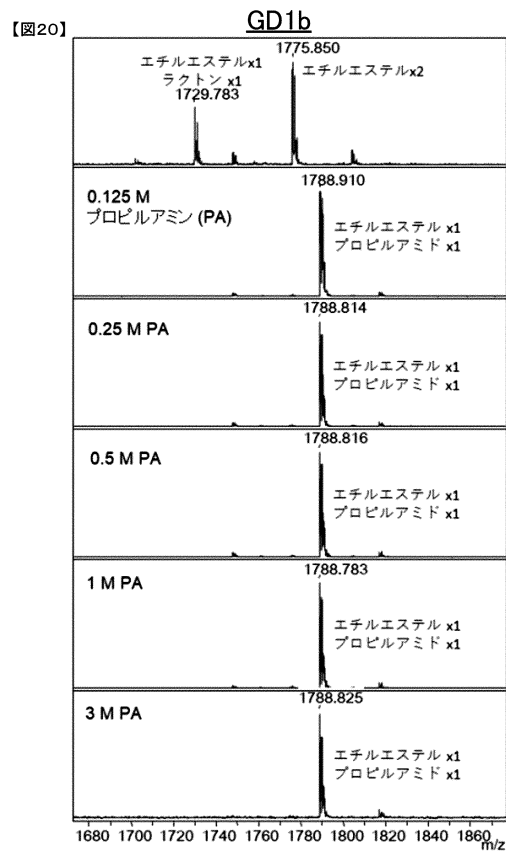 【図20】
GD1b
エチルエステルx1
ラクトン x1
1729.783
1775.850
エチルエステルx2
0.125 M
プロピルアミン (PA)
1788.910
エチルエステル x1
プロピルアミド x1
0.25 M PA
1788.814
エチルエステル x1
プロピルアミド x1
0.5 M PA
1788.816
エチルエステル x1
プロピルアミド x1
1 M PA
1788.783
エチルエステル x1
プロピルアミド x1
3 M PA
1788.825
エチルエステル x1
プロピルアミド x1
1680 1700 1720 1740 1760 1780 1800 1820 1840 1860
m/z